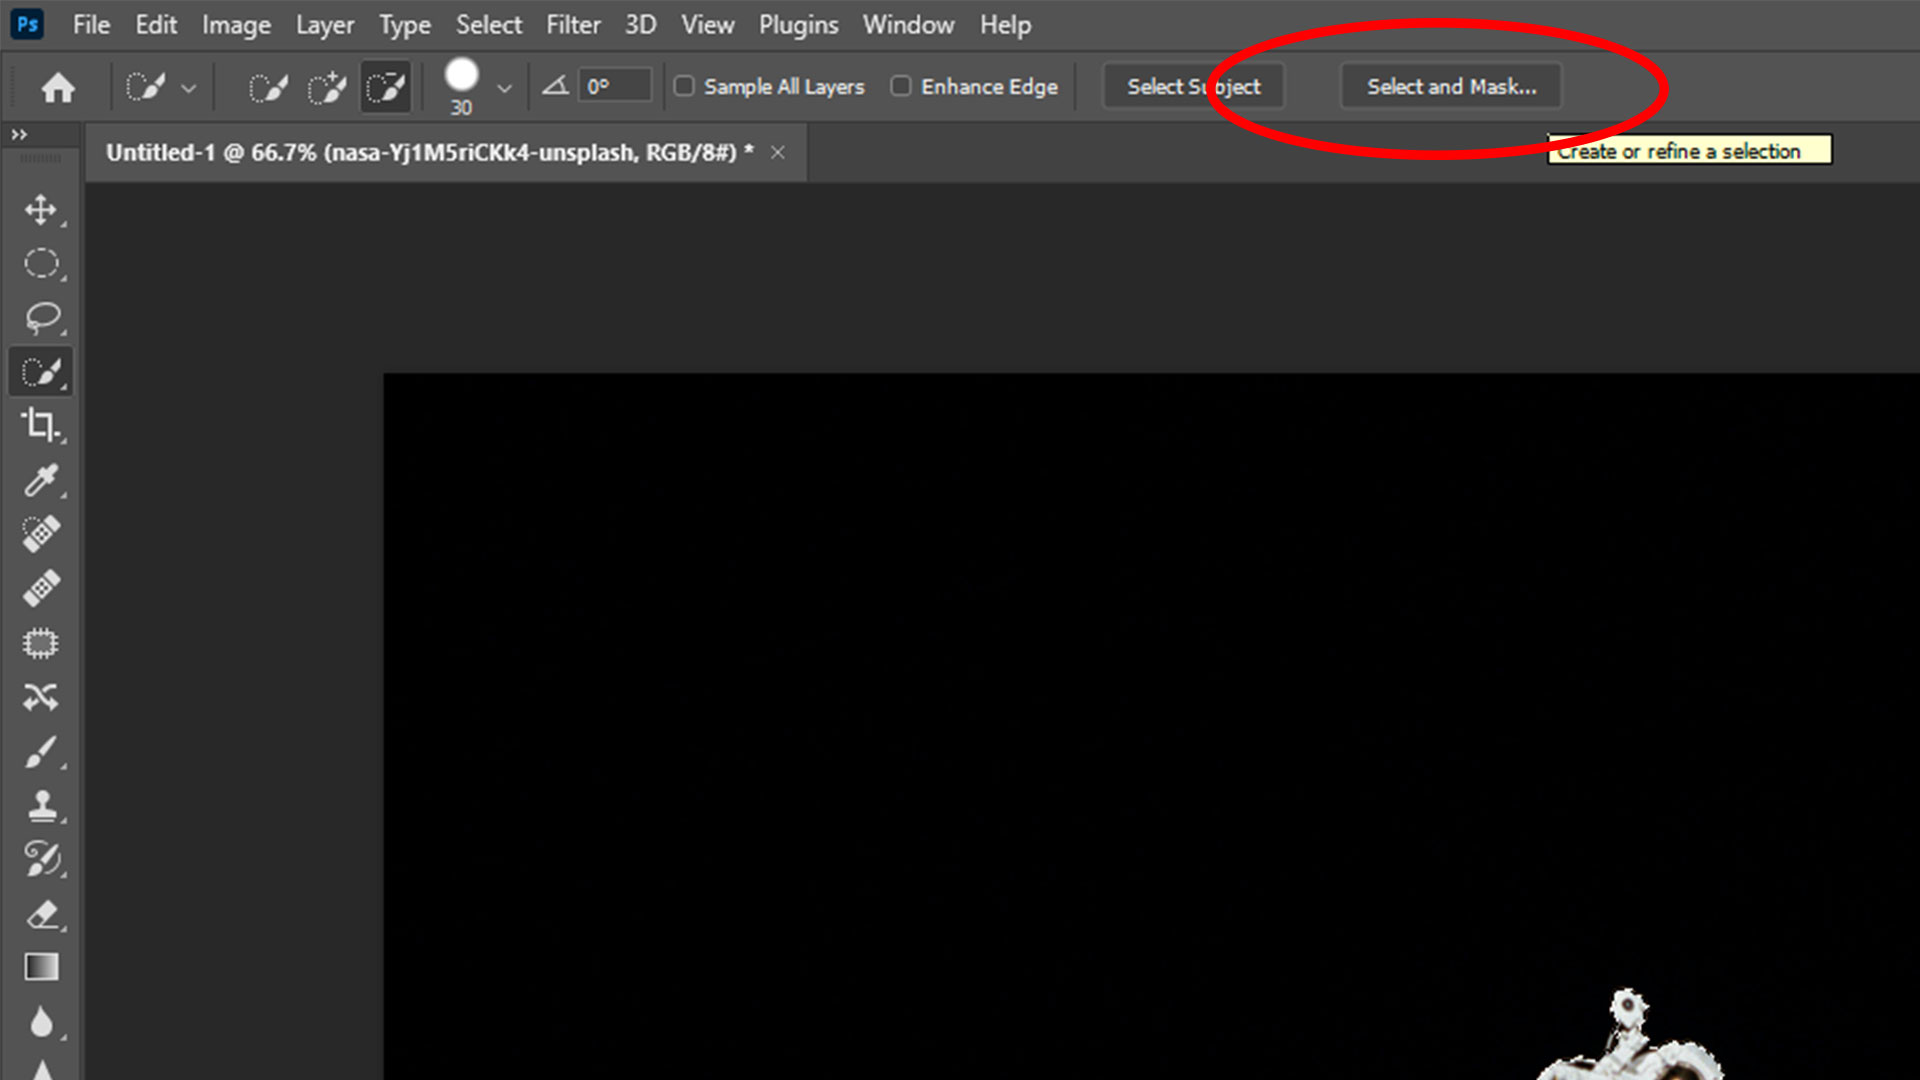 Ps File Edit Image Layer Type Select Filter 3D View Plugins Window Help
30 0° Sample All Layers Enhance Edge Select Subject Select and Mask...
Untitled-1 @ 66.7% (nasa-Yj1M5riCKk4-unsplash, RGB/8#) *
Create or refine a selection